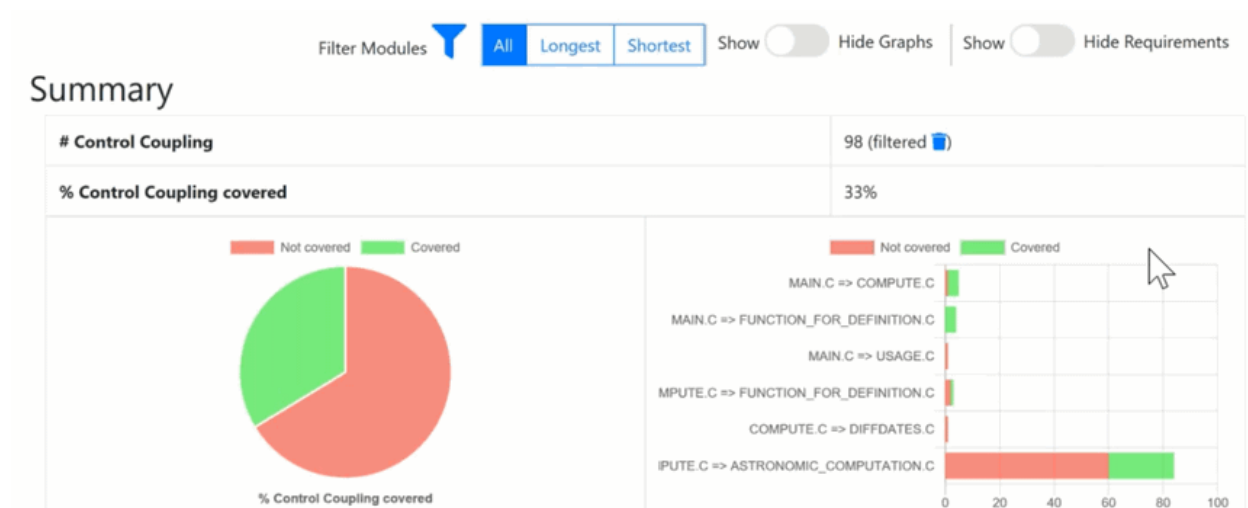 Filter Modules All Longest Shortest Show Hide Graphs Show Hide Requirements
Summary
# Control Coupling 98 (filtered )
% Control Coupling covered 33%
Not covered Covered
% Control Coupling covered
Not covered Covered
MAIN.C => COMPUTE.C
MAIN.C => FUNCTION_FOR_DEFINITION.C
MAIN.C => USAGE.C
MPUTE.C => FUNCTION_FOR_DEFINITION.C
COMPUTE.C => DIFFDATES.C
IPUTE.C => ASTRONOMIC_COMPUTATION.C
0 20 40 60 80 100